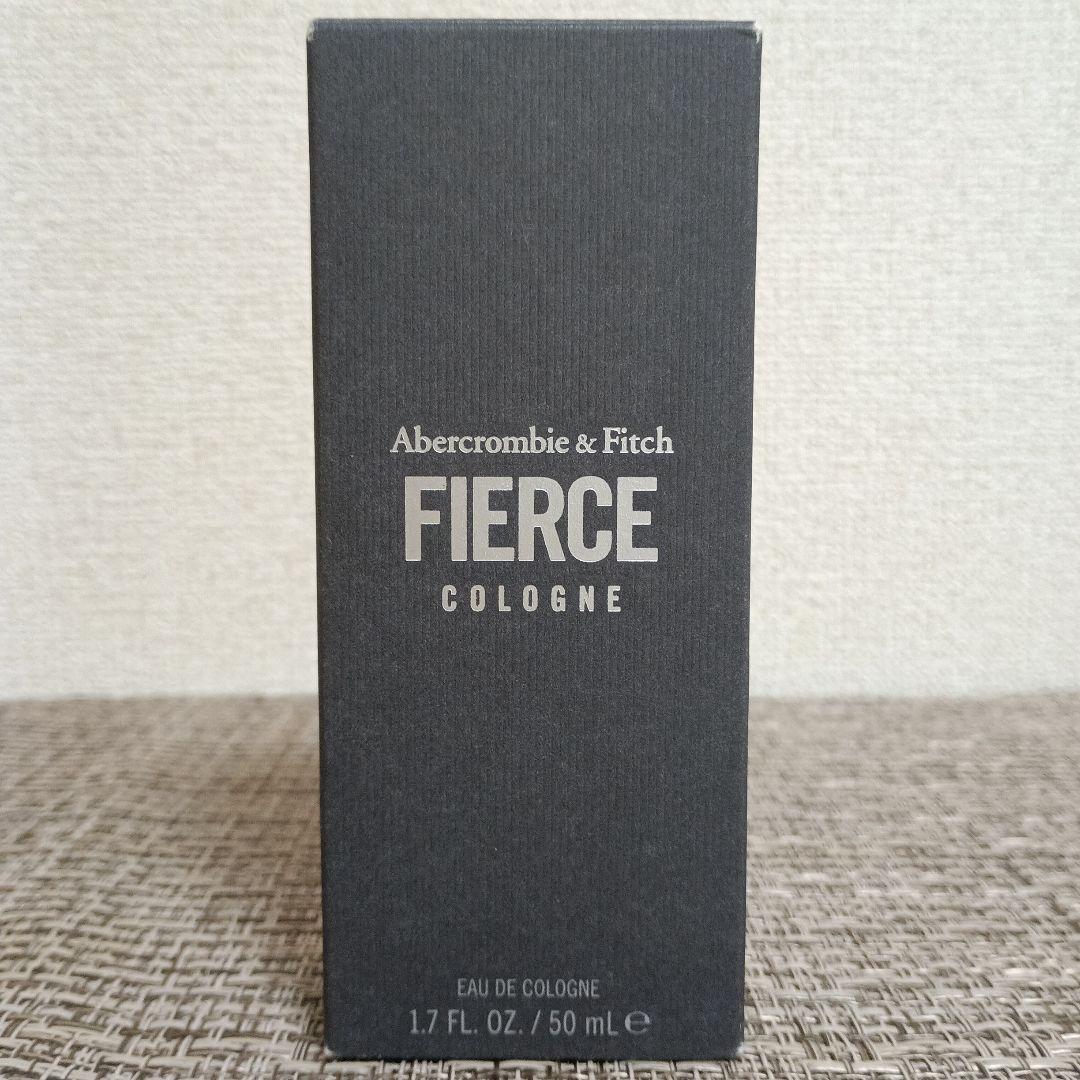 Abercrombie & Fitch
FIERCE
COLOGNE
EAU DE COLOGNE
1.7 FL. OZ. / 50 mL ℮